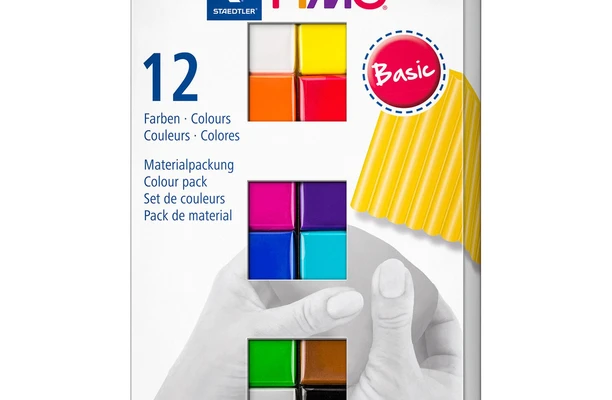 STAEDTLER
FIMO
Basic
12
Farben · Colours
Couleurs · Colores
Materialpackung
Colour pack
Set de couleurs
Pack de material